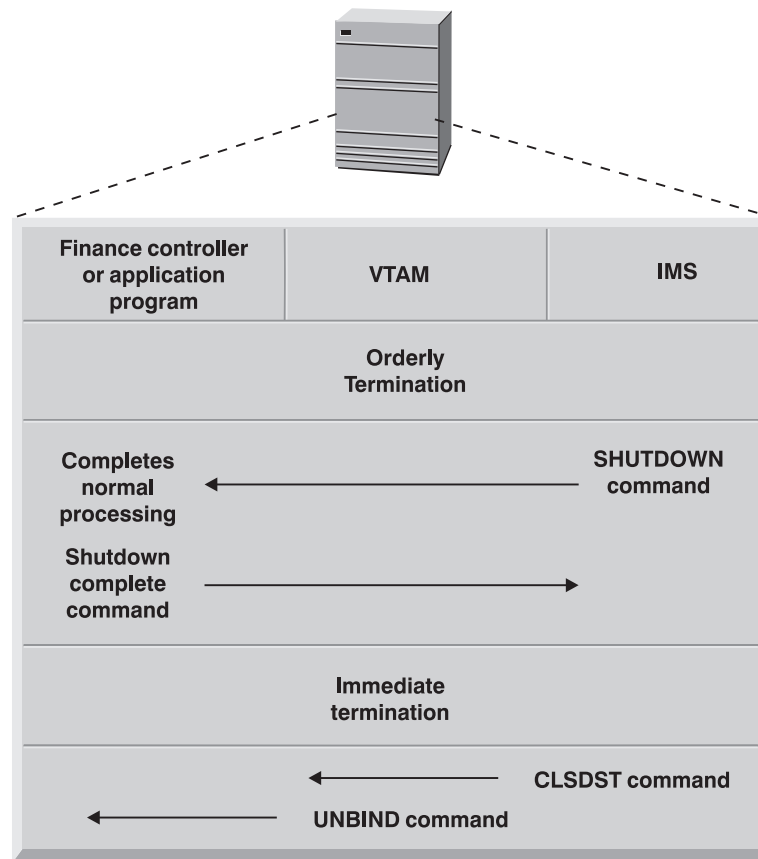 Finance controller
or application
program
VTAM
IMS
Orderly
Termination
Completes
normal
processing
SHUTDOWN
command
Shutdown
complete
command
Immediate
termination
CLSDST command
UNBIND command